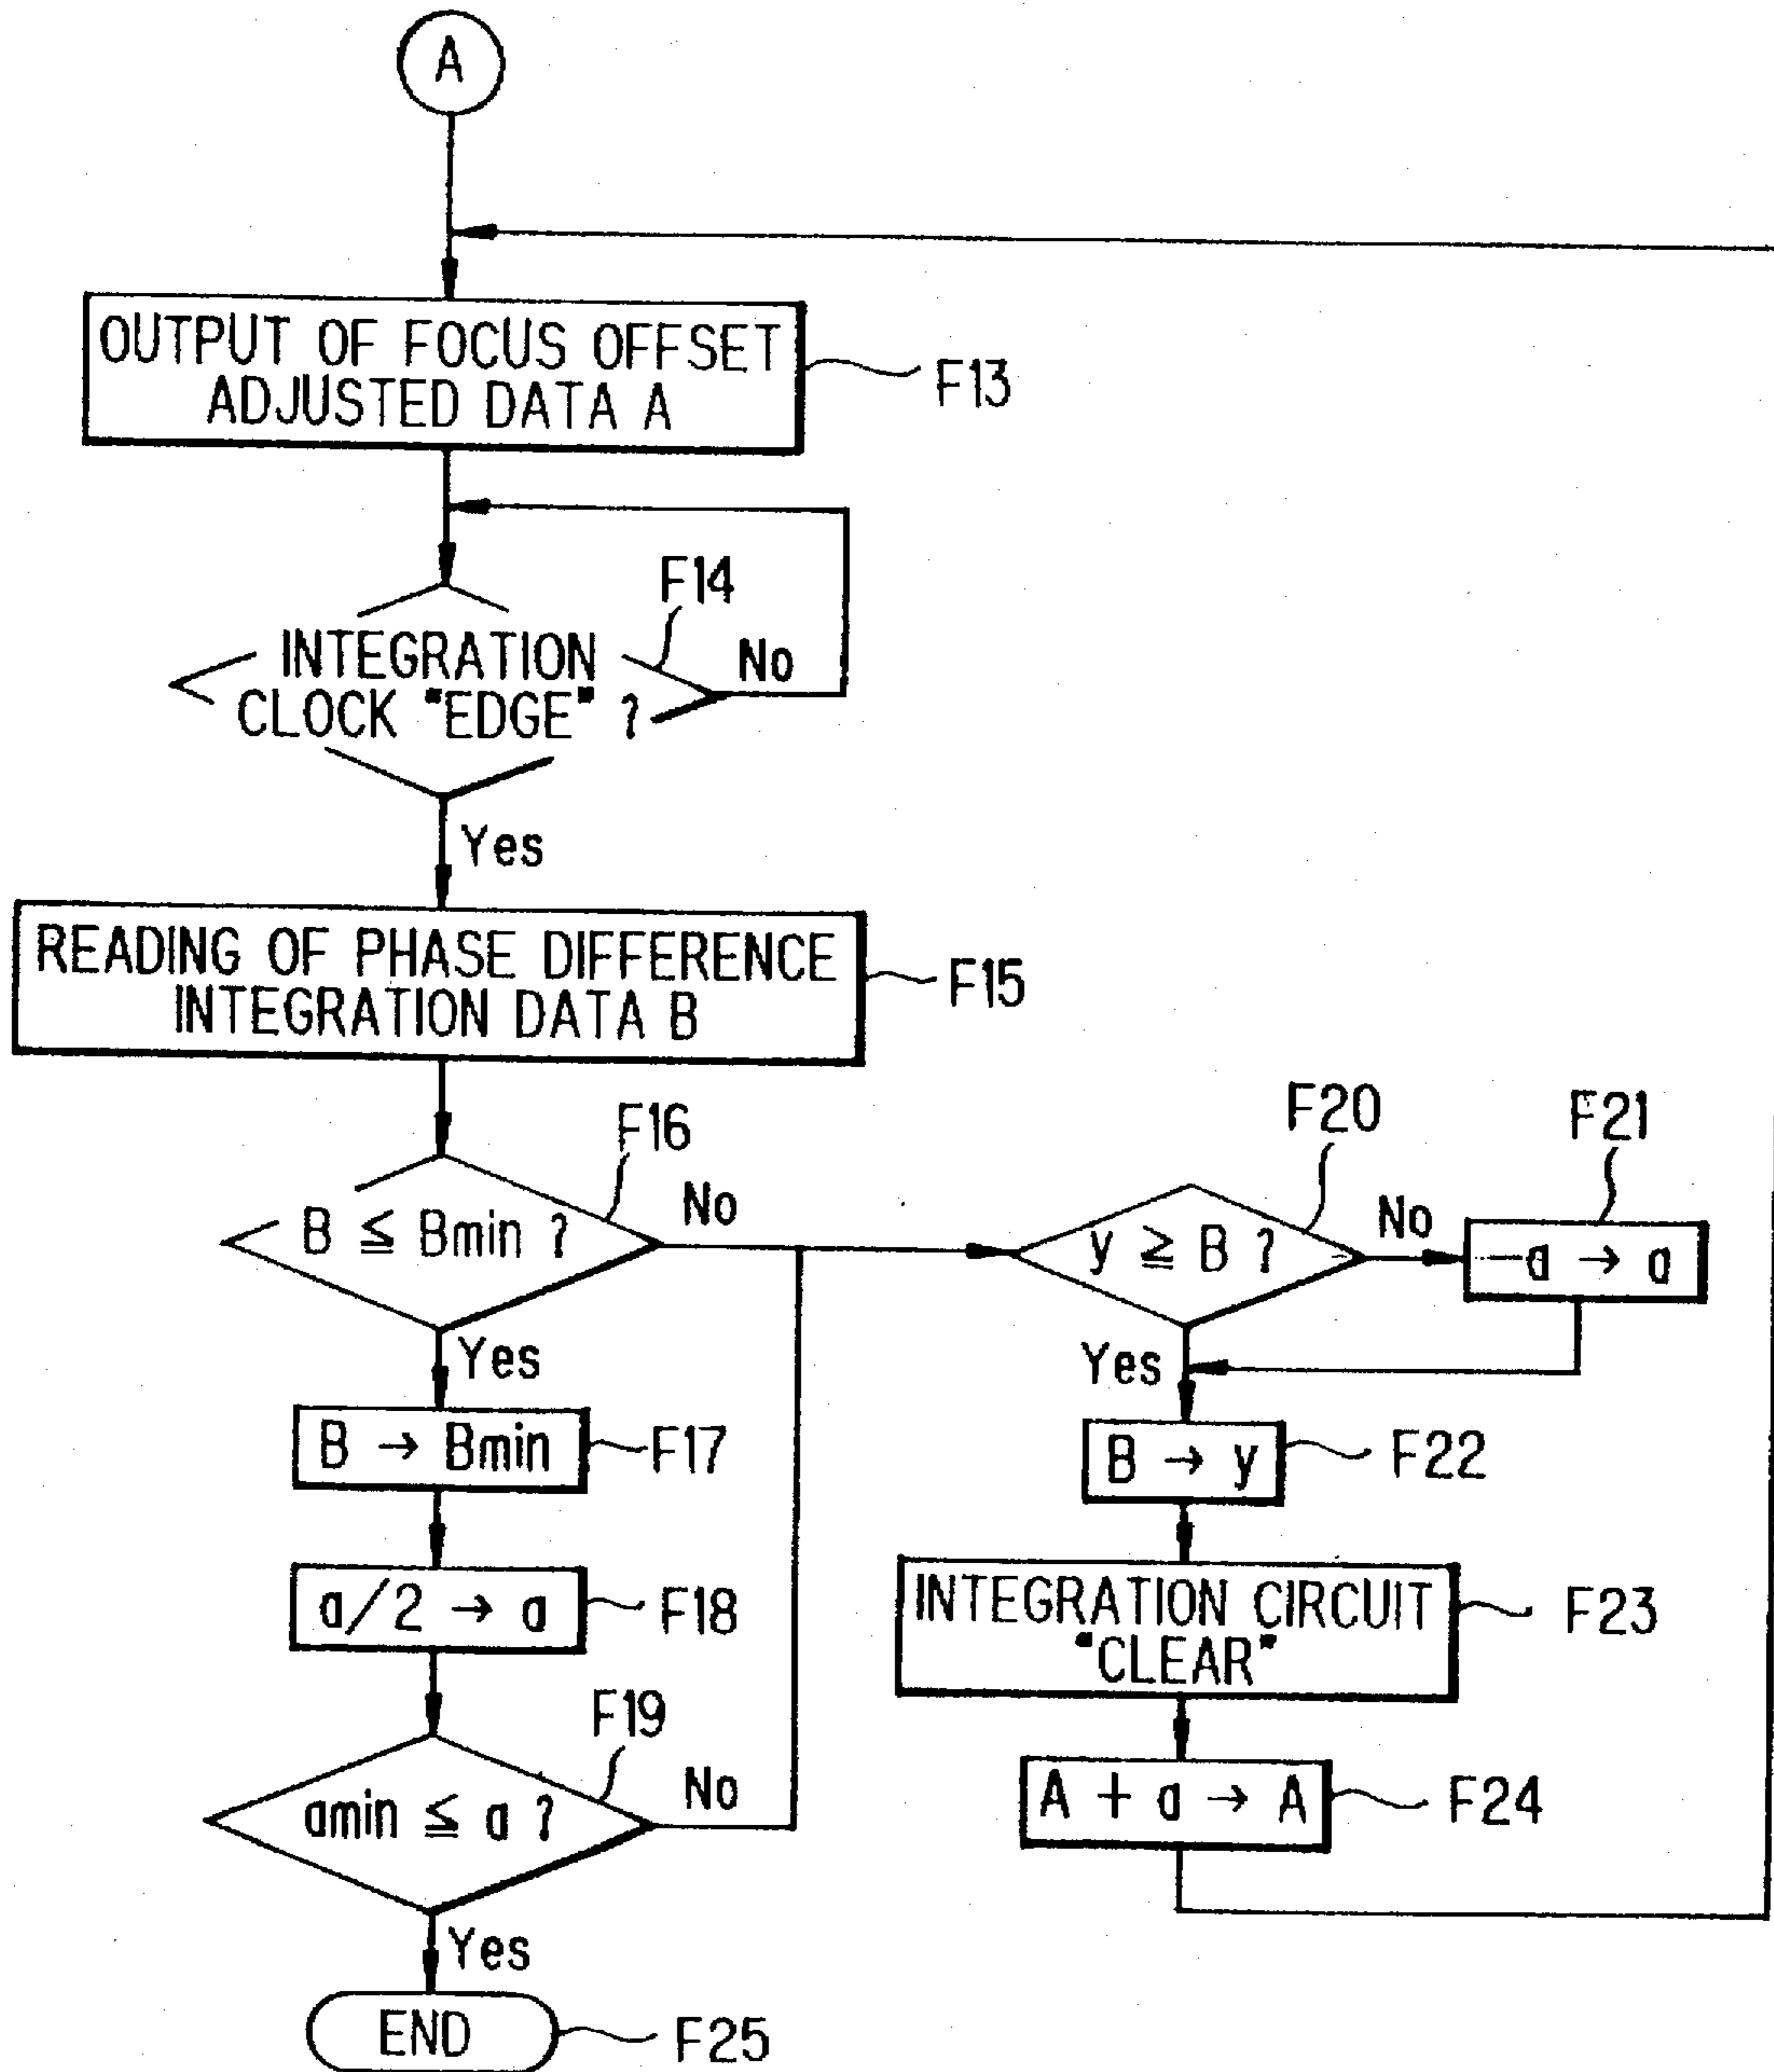 A
OUTPUT OF FOCUS OFFSET
ADJUSTED DATA A
F13
F14
INTEGRATION
CLOCK "EDGE" ?
No
Yes
READING OF PHASE DIFFERENCE
INTEGRATION DATA B
F15
F16
B ≦ Bmin ?
No
Yes
B → Bmin
F17
a/2 → a
F18
F19
amin ≦ a ?
No
Yes
END
F25
F20
y ≧ B ?
No
F21
-a → a
Yes
B → y
F22
INTEGRATION CIRCUIT
"CLEAR"
F23
A + a → A
F24